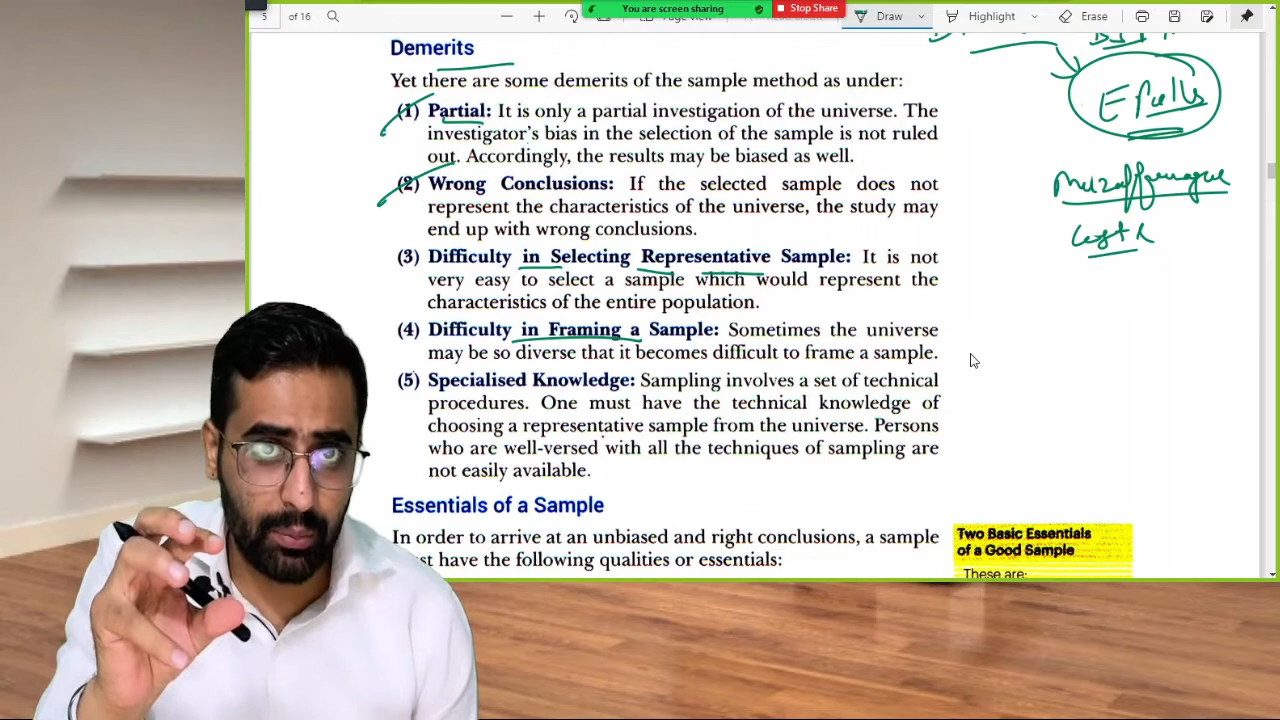 5 of 16
You are screen sharing
Stop Share
Page view
Draw
Highlight
Erase
Demerits
Yet there are some demerits of the sample method as under:
(1) Partial: It is only a partial investigation of the universe. The
investigator's bias in the selection of the sample is not ruled
out. Accordingly, the results may be biased as well.
(2) Wrong Conclusions: If the selected sample does not
represent the characteristics of the universe, the study may
end up with wrong conclusions.
(3) Difficulty in Selecting Representative Sample: It is not
very easy to select a sample which would represent the
characteristics of the entire population.
(4) Difficulty in Framing a Sample: Sometimes the universe
may be so diverse that it becomes difficult to frame a sample.
(5) Specialised Knowledge: Sampling involves a set of technical
procedures. One must have the technical knowledge of
choosing a representative sample from the universe. Persons
who are well-versed with all the techniques of sampling are
not easily available.
Essentials of a Sample
In order to arrive at an unbiased and right conclusions, a sample
st have the following qualities or essentials:
Two Basic Essentials
of a Good Sample
These are: